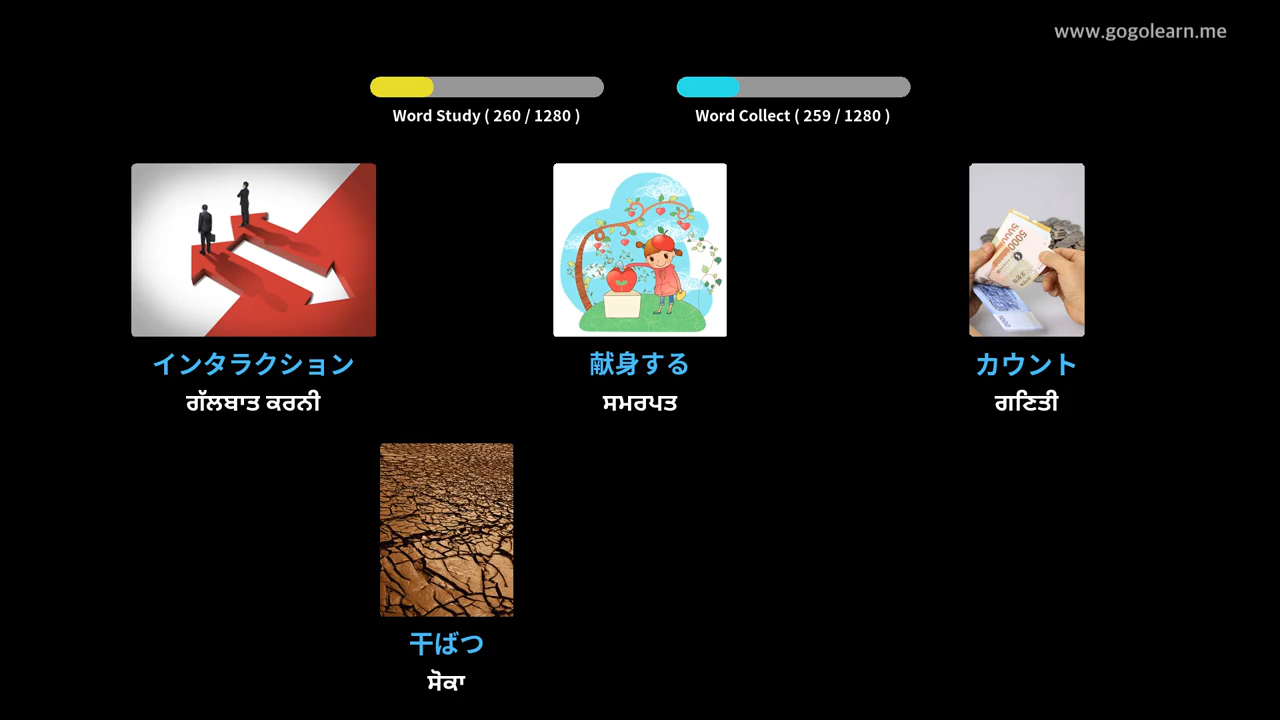 www.gogolearn.me
Word Study ( 260 / 1280 )
Word Collect ( 259 / 1280 )
インタラクション
献身する
カウント
ਗੱਲਬਾਤ ਕਰਨੀ
ਸਮਰਪਤ
ਗਣਿਤੀ
干ばつ
ਸੋਕਾ